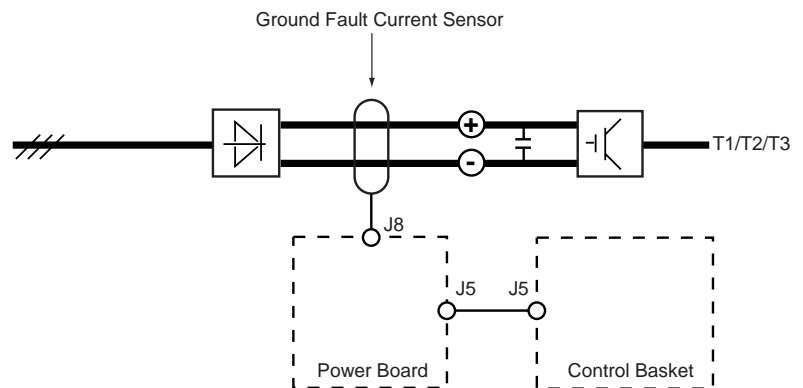 Ground Fault Current Sensor
+
-
T1/T2/T3
J8
J5 J5
Power Board Control Basket